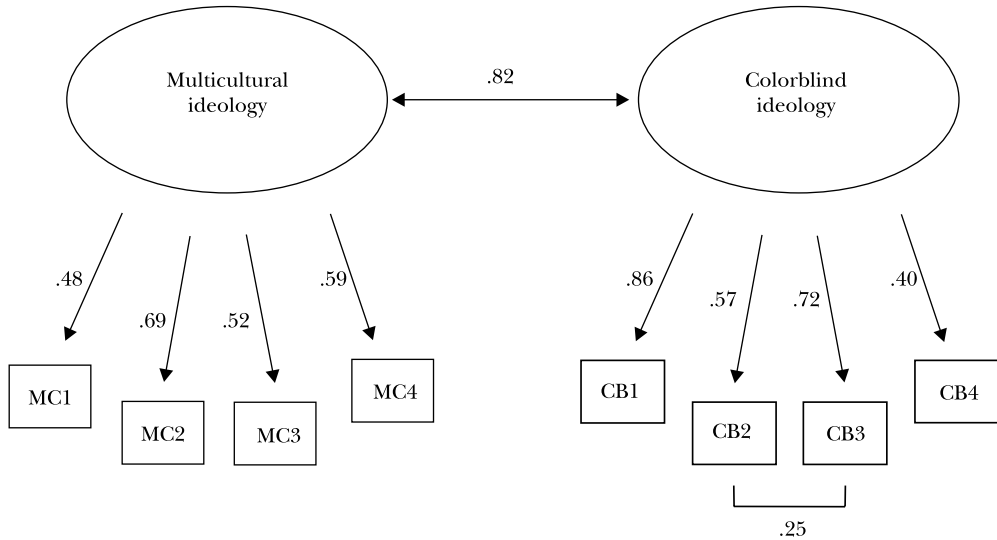 Multicultural
ideology
.82
Colorblind
ideology
.48
.69
.52
.59
.86
.57
.72
.40
MC1
MC2
MC3
MC4
CB1
CB2
CB3
CB4
.25